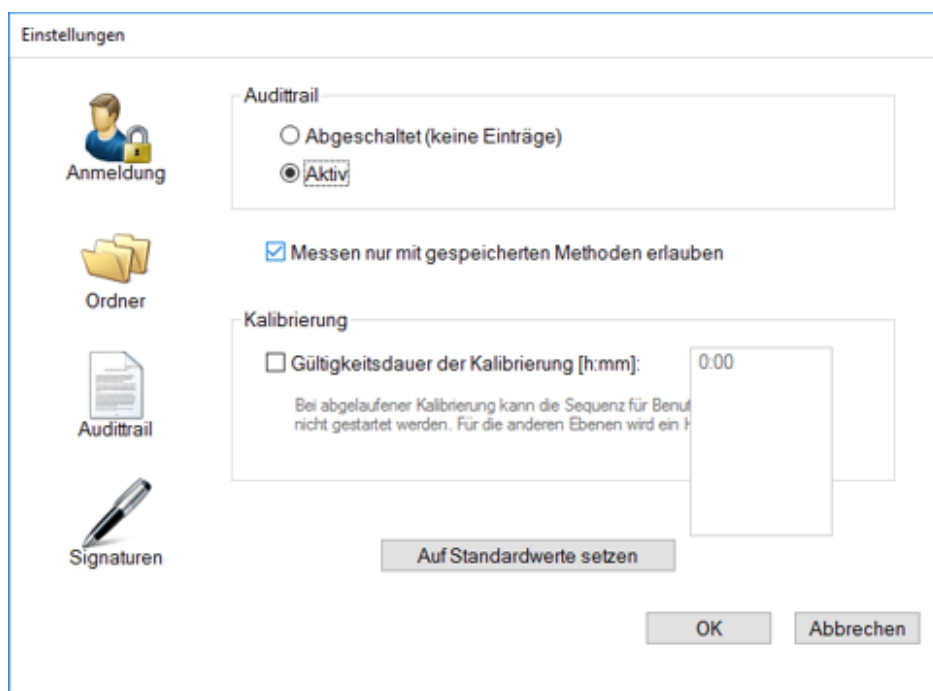 Einstellungen
Anmeldung
Ordner
Audittrail
Signaturen
Audittrail
Abgeschaltet (keine Einträge)
Aktiv
Messen nur mit gespeicherten Methoden erlauben
Kalibrierung
Gültigkeitsdauer der Kalibrierung [h:mm]:
0:00
Bei abgelaufener Kalibrierung kann die Sequenz für
nicht gestartet werden. Für die anderen Ebenen wird ein
Auf Standardwerte setzen
OK
Abbrechen